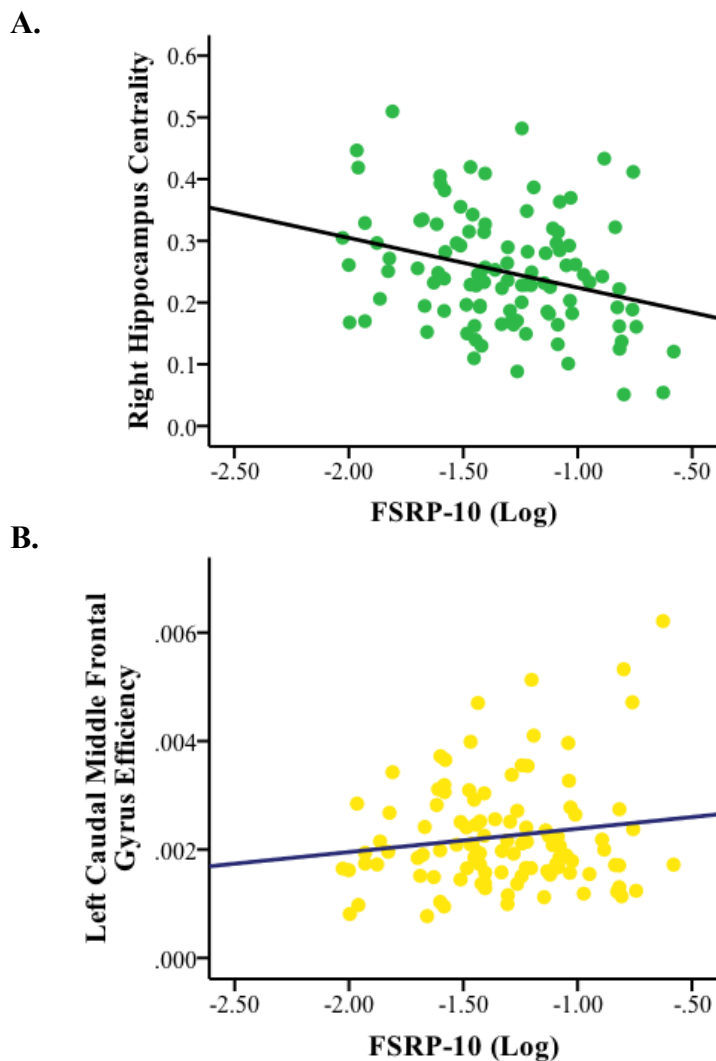 A.
Right Hippocampus Centrality
0.6
0.5
0.4
0.3
0.2
0.1
0.0
-2.50 -2.00 -1.50 -1.00 -.50
FSRP-10 (Log)
B.
Left Caudal Middle Frontal
Gyrus Efficiency
.006
.004
.002
.000
-2.50 -2.00 -1.50 -1.00 -.50
FSRP-10 (Log)